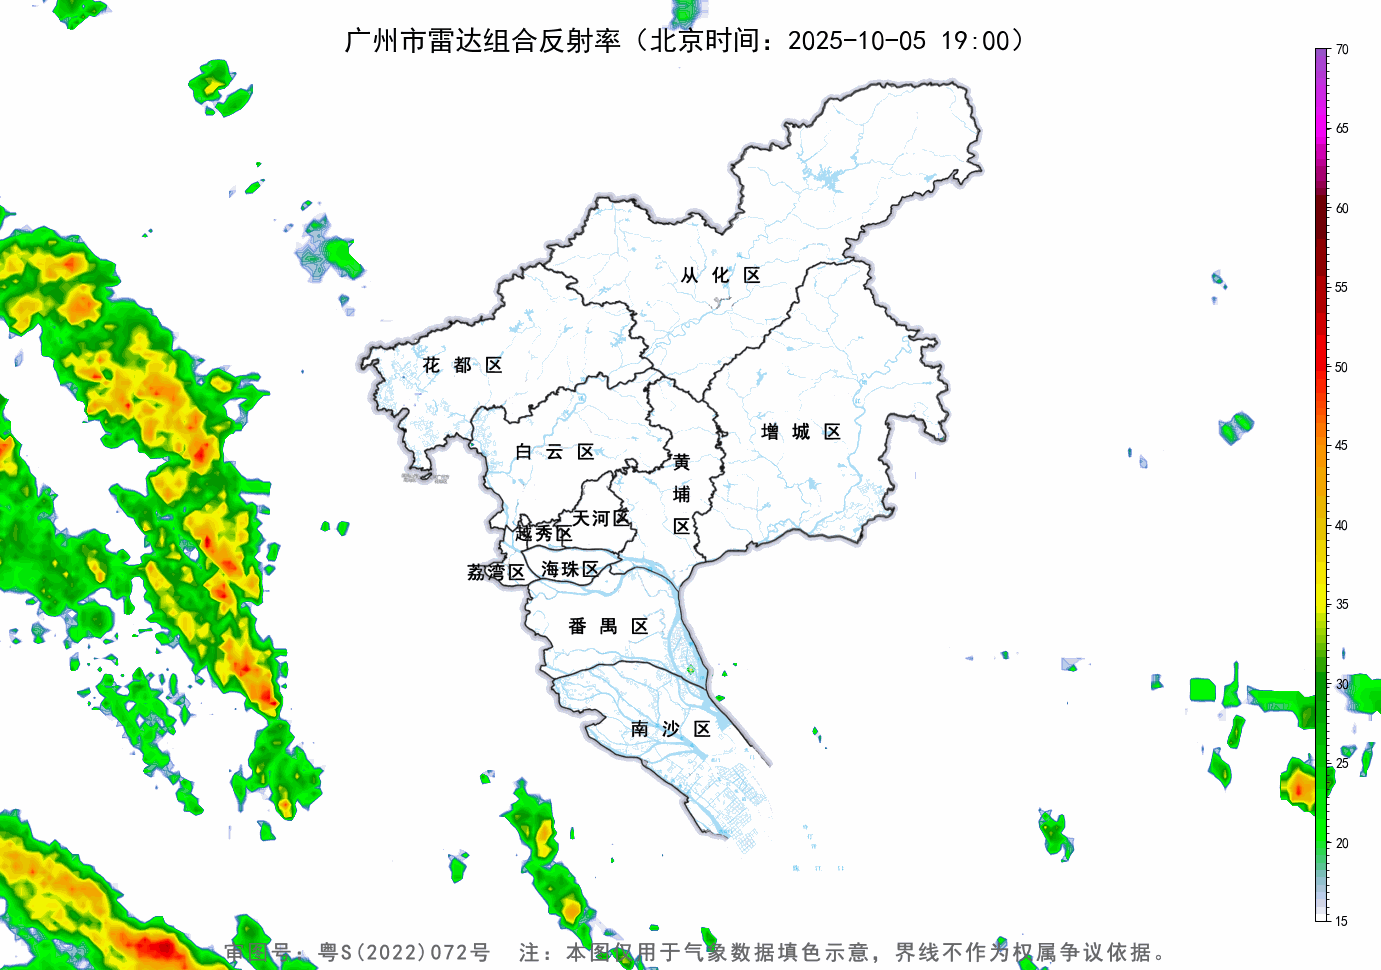 广州市雷达组合反射率（北京时间：2025-10-05 19:00）
70
65
60
55
50
45
40
35
30
25
20
15
从化区
花都区
增城区
白云区
黄埔区
天河区
越秀区
荔湾区
海珠区
番禺区
南沙区
审图号：粤S(2022)072号 注：本图仅用于气象数据填色示意，界线不作为权属争议依据。